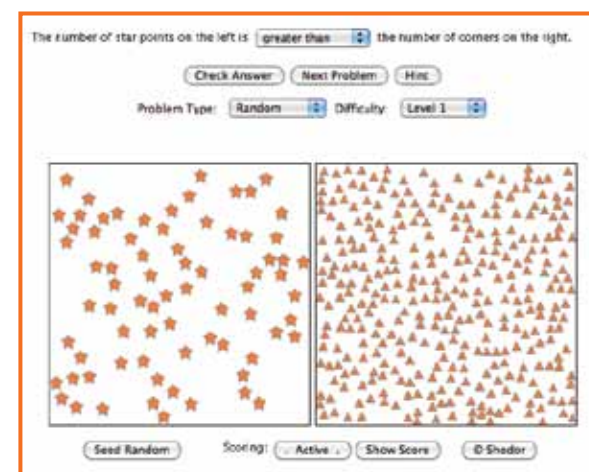 The number of star points on the left is greater than the number of corners on the right.
Check Answer Next Problem Hint
Problem Type: Random Difficulty: Level 1
Seed Random Scoring: Active Show Score © Shodor